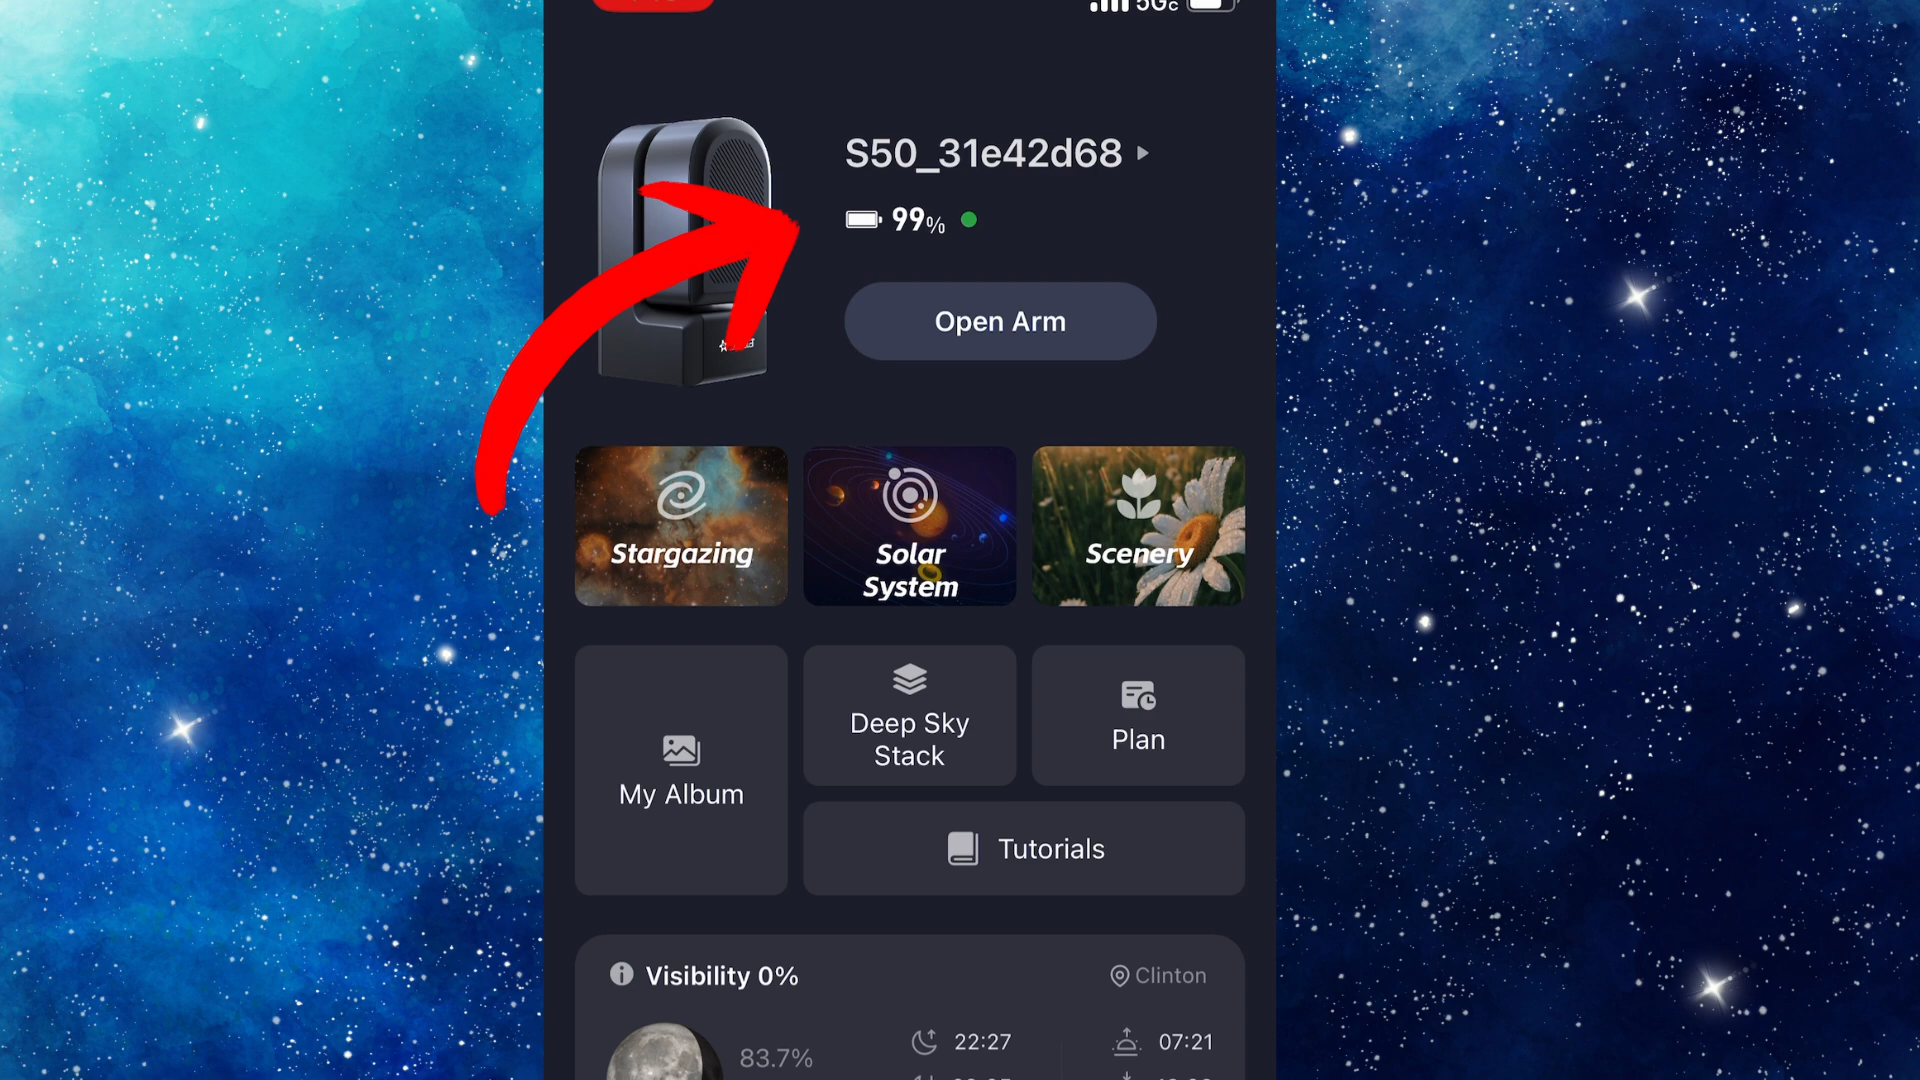 S50_31e42d68
99%
Open Arm
Stargazing
Solar
System
Scenery
Deep Sky
Stack
Plan
My Album
Tutorials
Visibility 0%
Clinton
83.7%
22:27
07:21